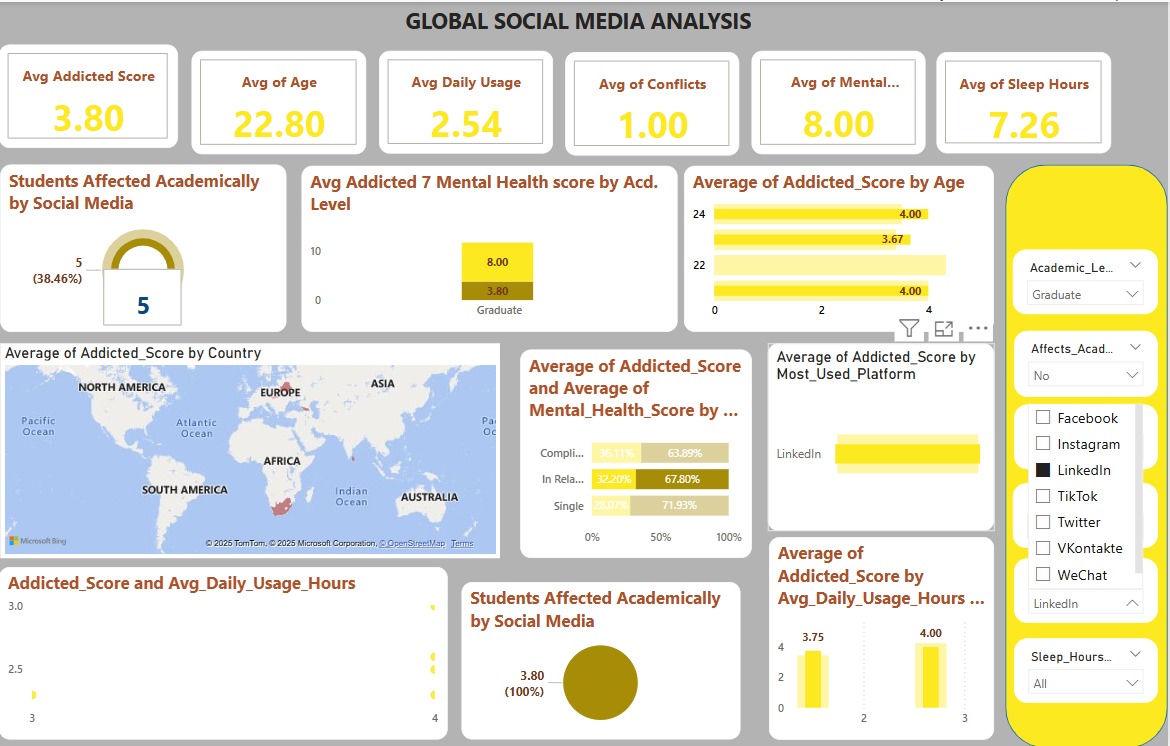 GLOBAL SOCIAL MEDIA ANALYSIS
Avg Addicted Score
3.80
Avg of Age
22.80
Avg Daily Usage
2.54
Avg of Conflicts
1.00
Avg of Mental...
8.00
Avg of Sleep Hours
7.26
Students Affected Academically
by Social Media
5
(38.46%)
5
Avg Addicted 7 Mental Health score by Acd.
Level
10
0
8.00
3.80
Graduate
Average of Addicted_Score by Age
24
4.00
3.67
22
4.00
0 2 4
Academic_Le...
Graduate
Affects_Acad...
No
Facebook
Instagram
LinkedIn
TikTok
Twitter
VKontakte
WeChat
LinkedIn
Sleep_Hours...
All
Average of Addicted_Score by Country
NORTH AMERICA
EUROPE
ASIA
Pacific
Ocean
Atlantic
Ocean
AFRICA
SOUTH AMERICA
Indian
Ocean
AUSTRALIA
Pac
Oc
Microsoft Bing
© 2025 TomTom, © 2025 Microsoft Corporation, © OpenStreetMap Terms
Average of Addicted_Score
and Average of
Mental_Health_Score by ...
Compli... 36.11% 63.89%
In Rela... 32.20% 67.80%
Single 28.07% 71.93%
0% 50% 100%
Average of Addicted_Score by
Most_Used_Platform
LinkedIn
Addicted_Score and Avg_Daily_Usage_Hours
3.0
2.5
3 4
Students Affected Academically
by Social Media
3.80
(100%)
Average of
Addicted_Score by
Avg_Daily_Usage_Hours ...
3.75
4.00
4
2
0
2 3